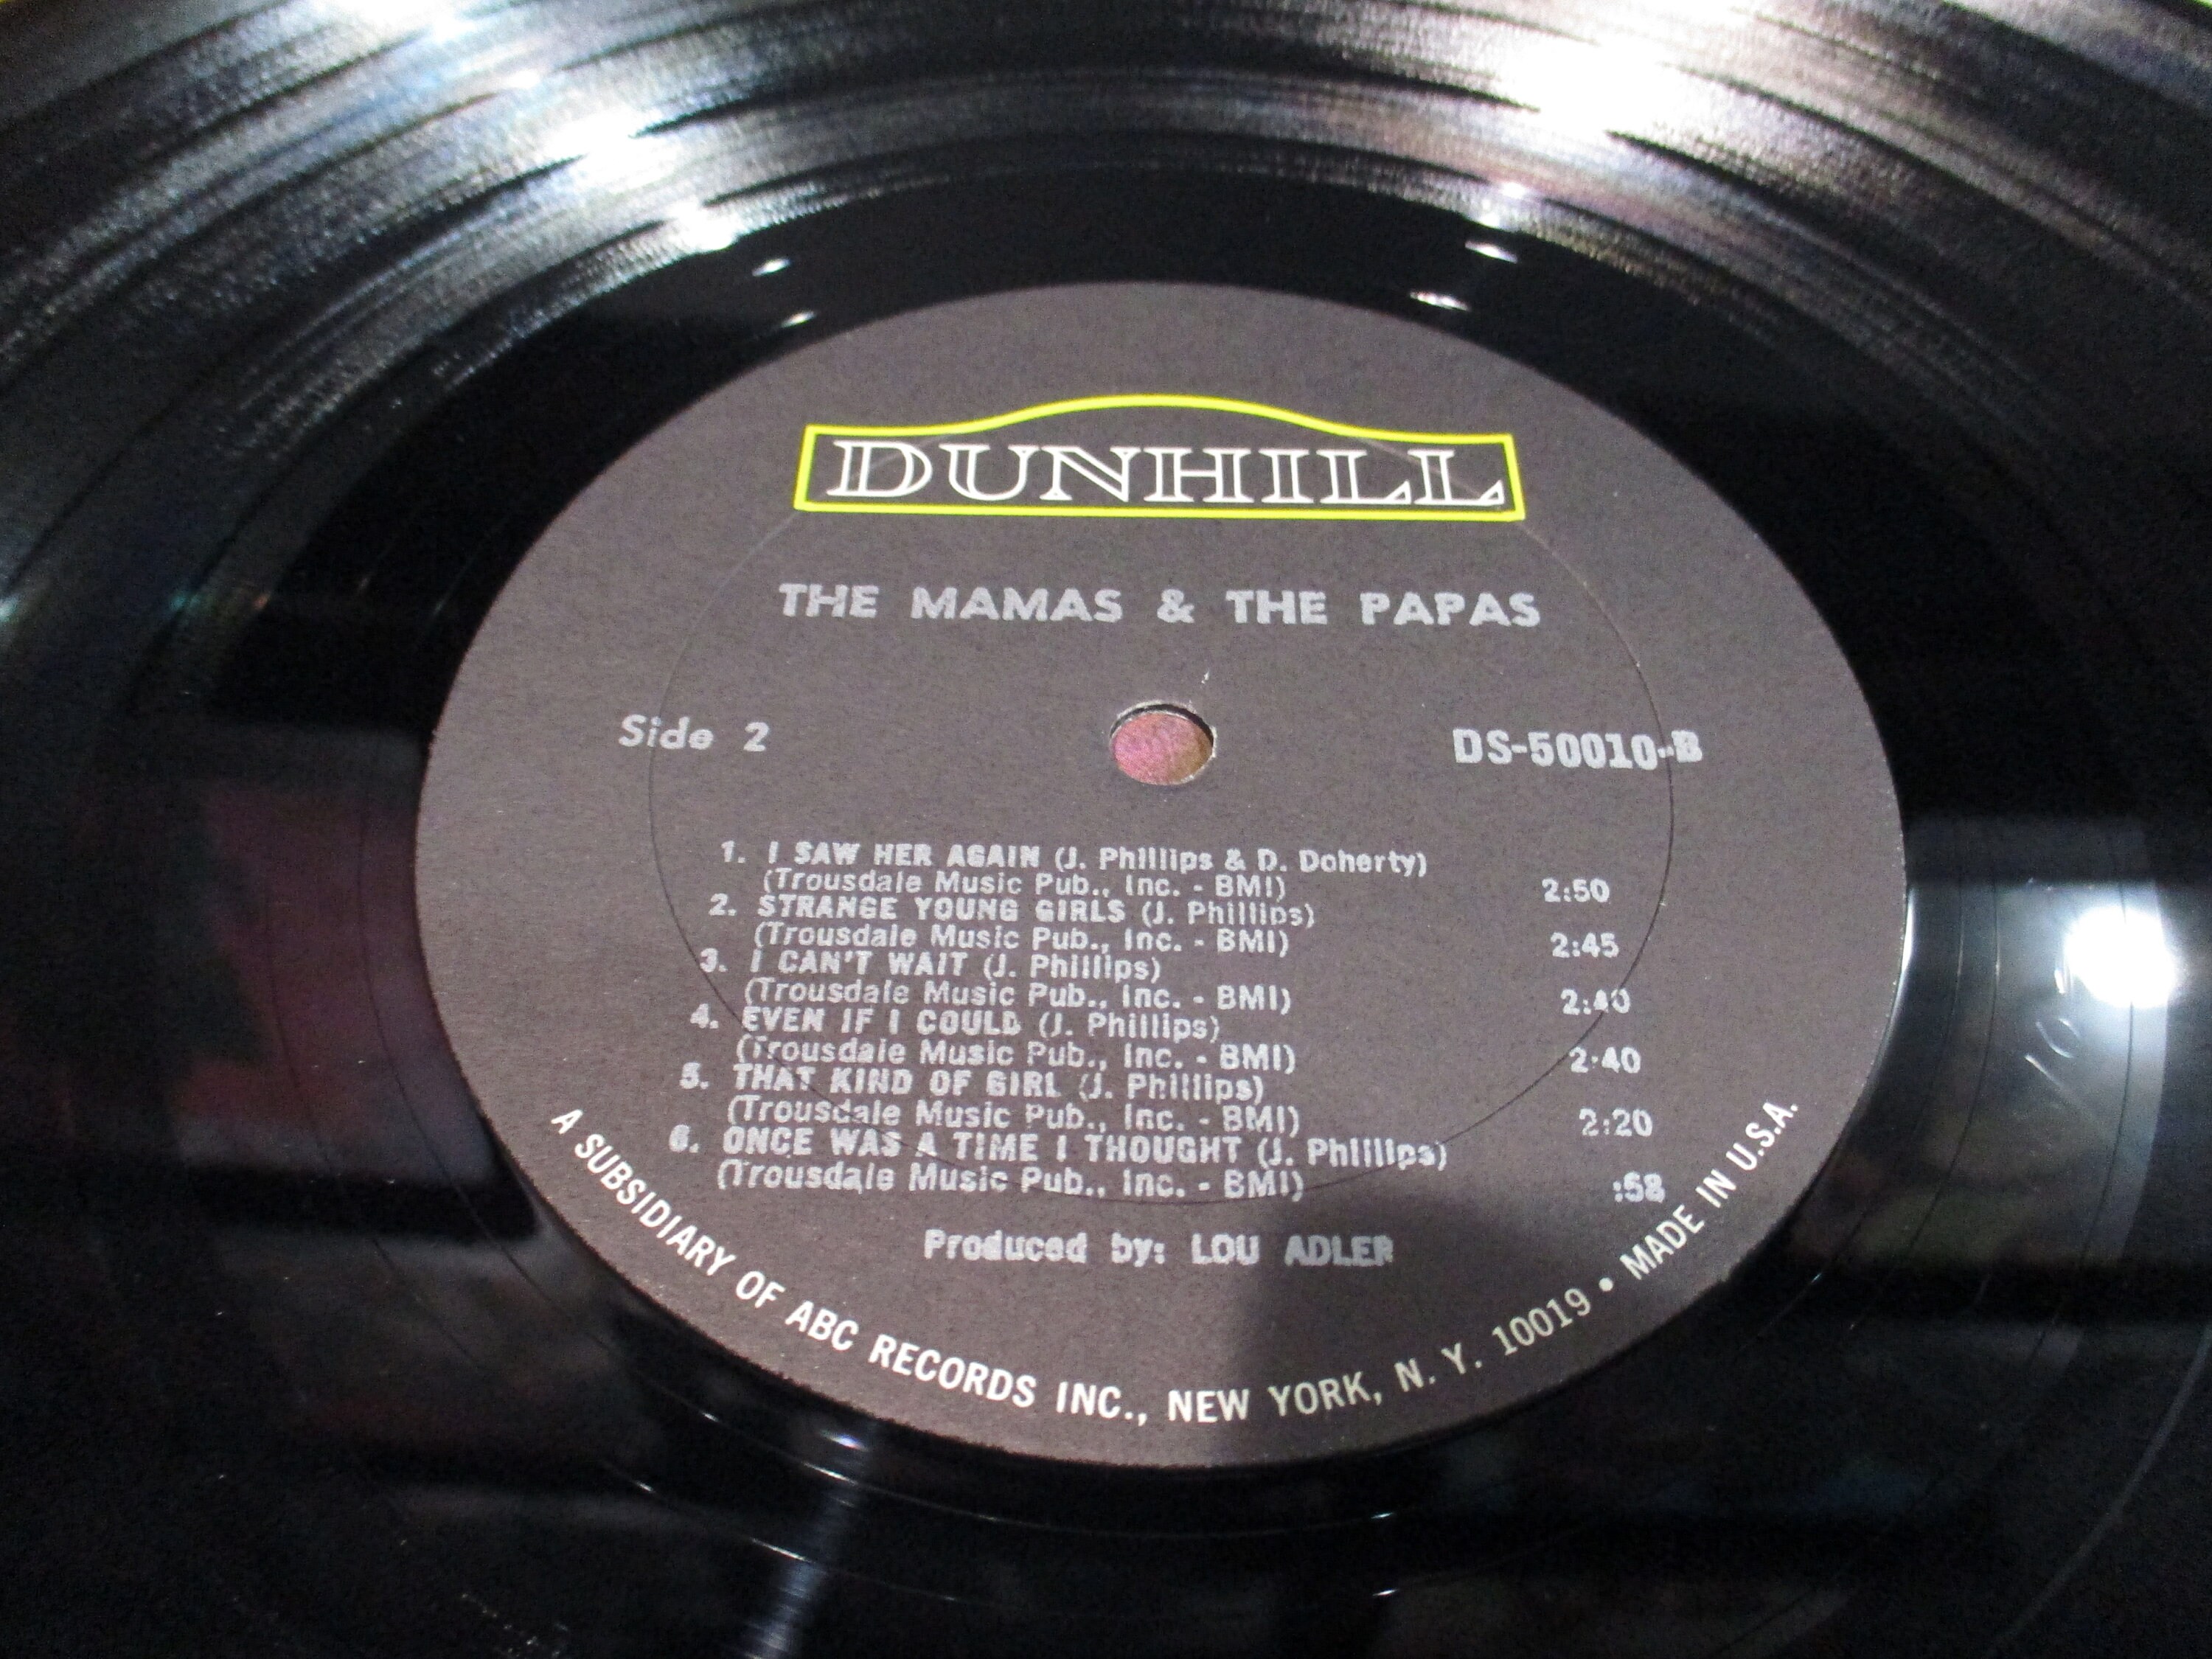 DUNHILL
THE MAMAS & THE PAPAS
Side 2
DS-50010-B
1. I SAW HER AGAIN (J. Phillips & D. Doherty)
(Trousdale Music Pub., Inc. - BMI) 2:50
2. STRANGE YOUNG GIRLS (J. Phillips)
(Trousdale Music Pub., Inc. - BMI) 2:45
3. I CAN'T WAIT (J. Phillips)
(Trousdale Music Pub., Inc. - BMI) 2:40
4. EVEN IF I COULD (J. Phillips)
(Trousdale Music Pub., Inc. - BMI) 2:40
5. THAT KIND OF GIRL (J. Phillips)
(Trousdale Music Pub., Inc. - BMI) 2:20
6. ONCE WAS A TIME I THOUGHT (J. Phillips)
(Trousdale Music Pub., Inc. - BMI) :58
Produced by: LOU ADLER
A SUBSIDIARY OF ABC RECORDS INC., NEW YORK, N. Y. 10019 • MADE IN U.S.A.